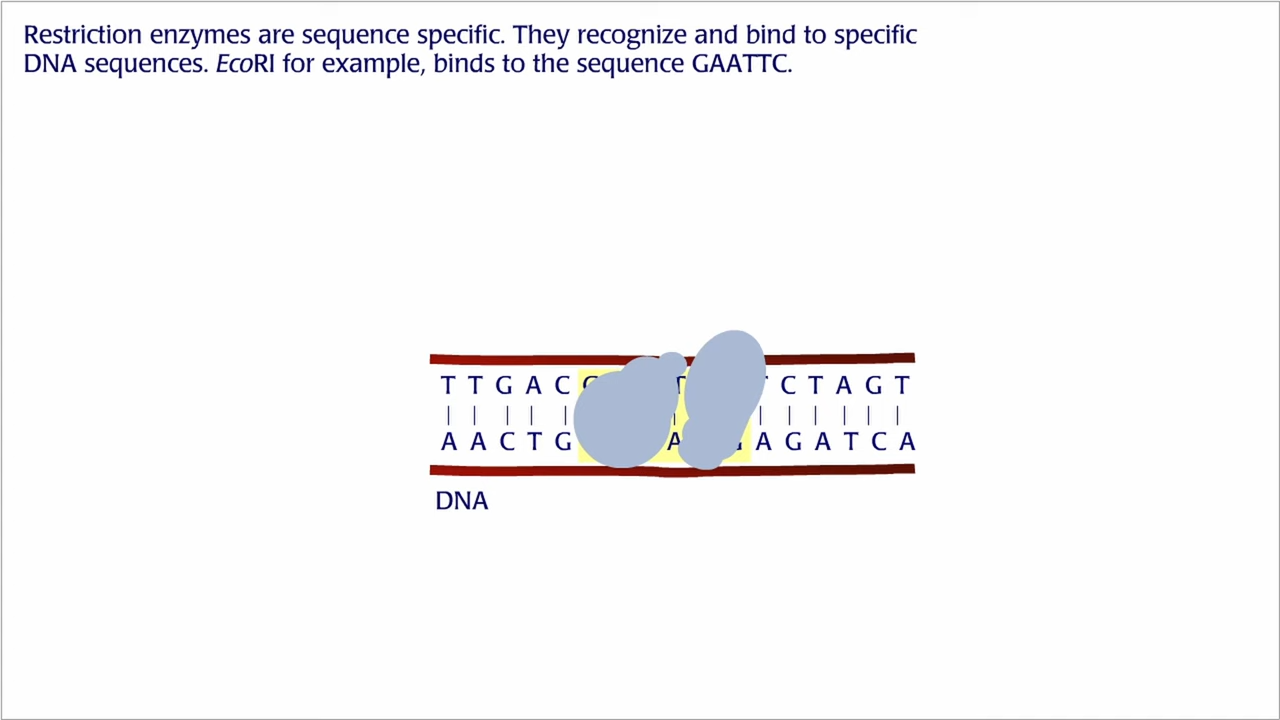 Restriction enzymes are sequence specific. They recognize and bind to specific
DNA sequences. EcoRI for example, binds to the sequence GAATTC.
T T G A C G T C T A G T
A A C T G A G A G A T C A
DNA